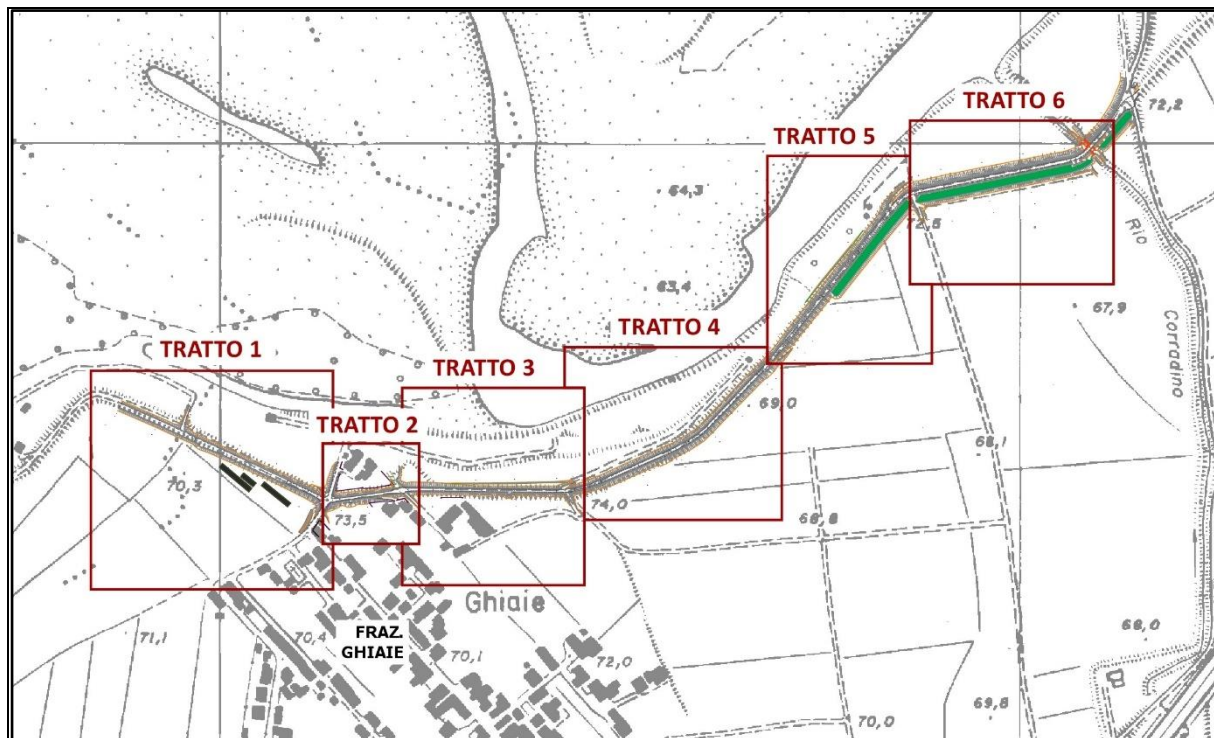 TRATTO 6
72,2
TRATTO 5
64,3
72,5
Rio
63,4
67,9
TRATTO 4
Corradino
TRATTO 1
TRATTO 3
69,0
TRATTO 2
68,1
70,3
74,0
73,5
68,8
Ghiaie
71,1
70,4
FRAZ.
GHIAIE
70,1
72,0
68,0
69,8
70,0